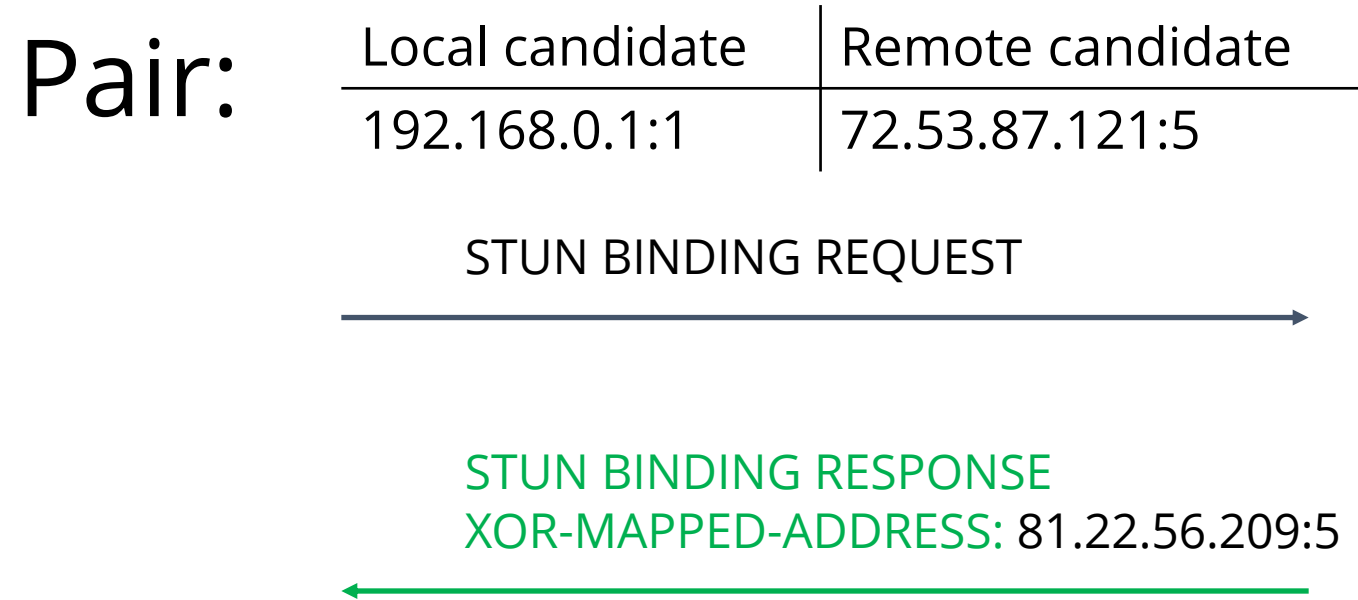 Pair:
Local candidate Remote candidate
192.168.0.1:1 72.53.87.121:5
STUN BINDING REQUEST
STUN BINDING RESPONSE
XOR-MAPPED-ADDRESS: 81.22.56.209:5